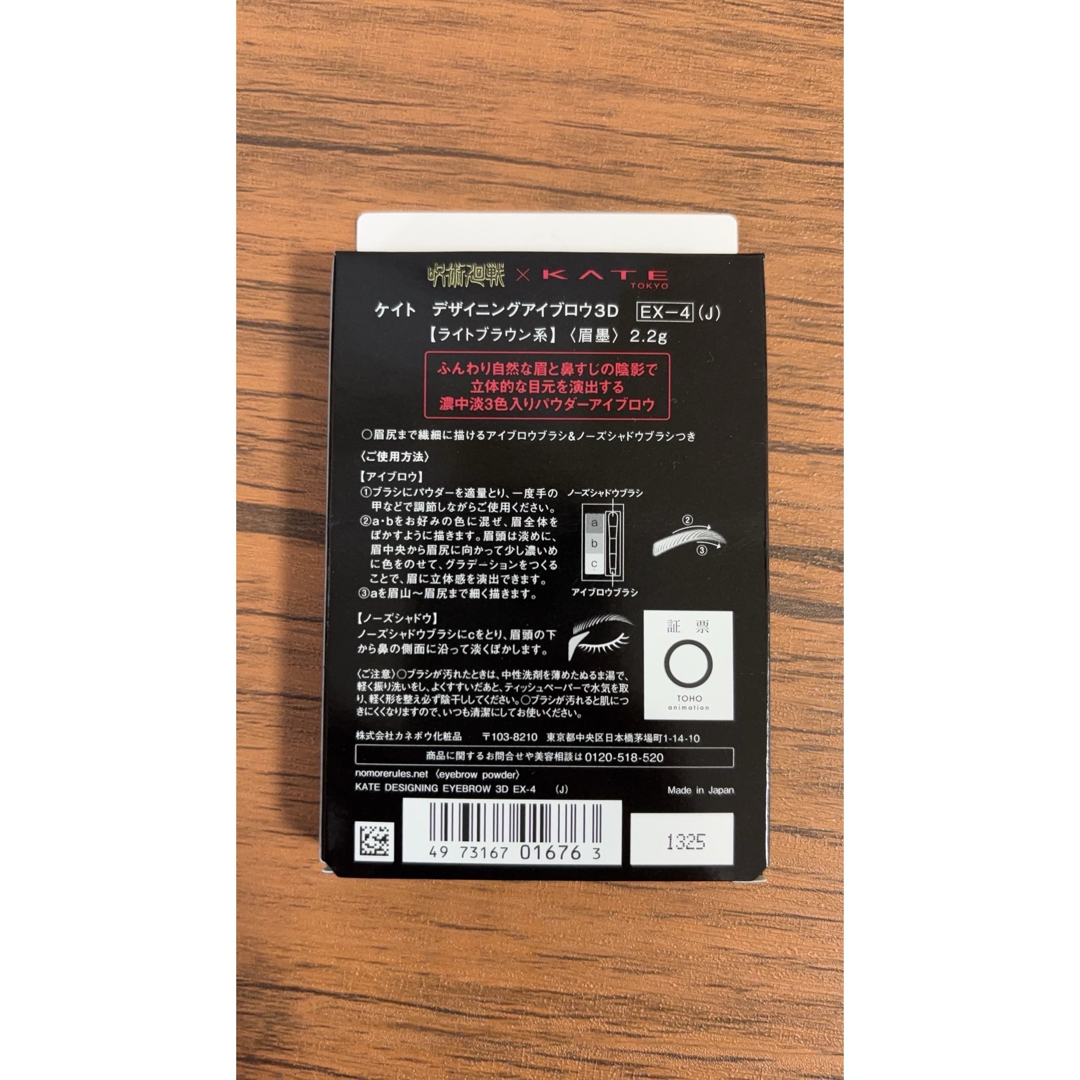 呪術廻戦 × KATE
TOKYO
ケイト デザイニングアイブロウ3D EX-4 (J)
【ライトブラウン系】〈眉墨〉 2.2g
ふんわり自然な眉と鼻すじの陰影で
立体的な目元を演出する
濃中淡3色入りパウダーアイブロウ
○眉尻まで繊細に描けるアイブロウブラシ&ノーズシャドウブラシつき
〈ご使用方法〉
【アイブロウ】
①ブラシにパウダーを適量とり、一度手の
甲などで調節しながらご使用ください。
②a・bをお好みの色に混ぜ、眉全体を
ぼかすように描きます。眉頭は淡めに、
眉中央から眉尻に向かって少し濃いめ
に色をのせて、グラデーションをつくる
ことで、眉に立体感を演出できます。
③aを眉山〜眉尻まで細く描きます。
ノーズシャドウブラシ
a
b
c
アイブロウブラシ
②
③
【ノーズシャドウ】
ノーズシャドウブラシにcをとり、眉頭の下
から鼻の側面に沿って淡くぼかします。
証票
TOHO
animation
〈ご注意〉○ブラシが汚れたときは、中性洗剤を薄めたぬるま湯で、
軽く振り洗いをし、よくすすいだあと、ティッシュペーパーで水気を取
り、軽く形を整え必ず陰干ししてください。○ブラシが汚れると肌につ
きにくくなりますので、いつも清潔にしてお使いください。
株式会社カネボウ化粧品 〒103-8210 東京都中央区日本橋茅場町1-14-10
商品に関するお問合せや美容相談は0120-518-520
nomorerules.net 〈eyebrow powder〉
KATE DESIGNING EYEBROW 3D EX-4 (J)
Made in Japan
49 73167 01676 3
1325